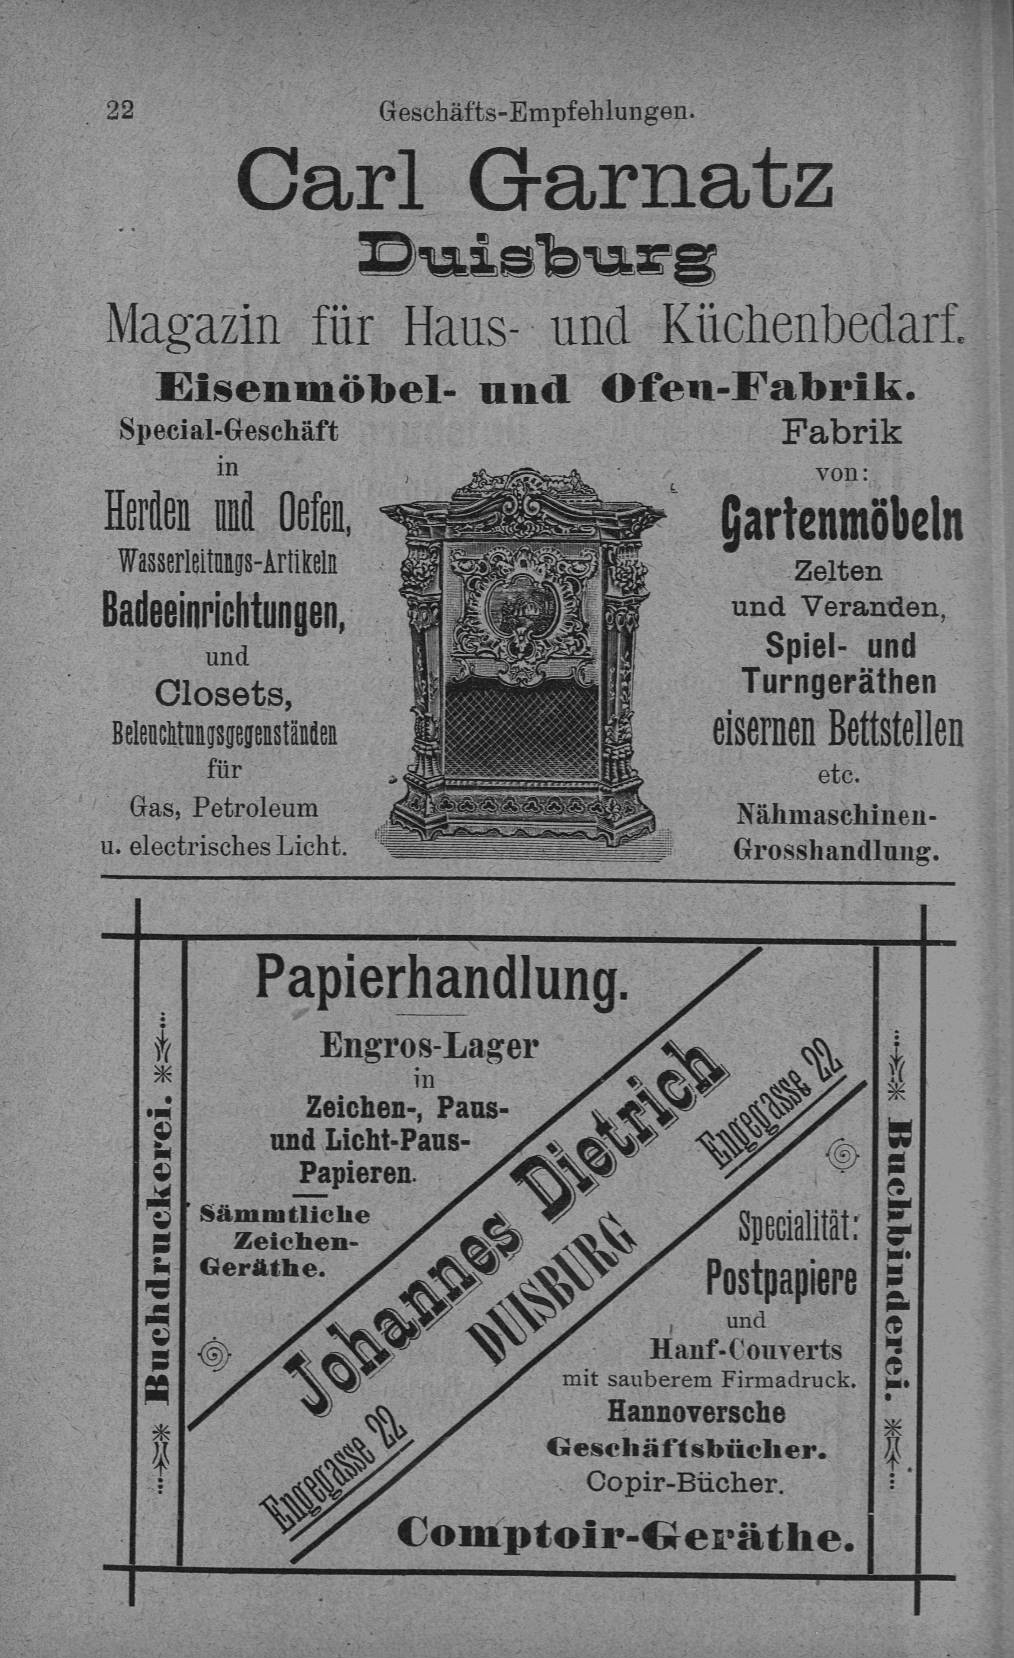 22
Geschäfts-Empfehlungen.
Carl Garnatz
Duisburg
Magazin für Haus- und Küchenbedarf.
Eisenmöbel- und Ofen-Fabrik.
Special-Geschäft
in
Herden und Oefen,
Wasserleitungs-Artikeln
Badeeinrichtungen,
und
Closets,
Beleuchtungsgegenständen
für
Gas, Petroleum
u. electrisches Licht.
Fabrik
von:
Gartenmöbeln
Zelten
und Veranden,
Spiel- und
Turngeräthen
eisernen Bettstellen
etc.
Nähmaschinen-
Grosshandlung.
Buchdruckerei.
Papierhandlung.
Engros-Lager
in
Zeichen-, Paus-
und Licht-Paus-
Papieren.
Sämmtliche
Zeichen-
Geräthe.
Johannes Dietrich
Engegasse 22
DUISBURG
Engegasse 22
Specialität:
Postpapiere
und
Hanf-Couverts
mit sauberem Firmadruck.
Hannoversche
Geschäftsbücher.
Copir-Bücher.
Comptoir-Geräthe.
Buchbinderei.